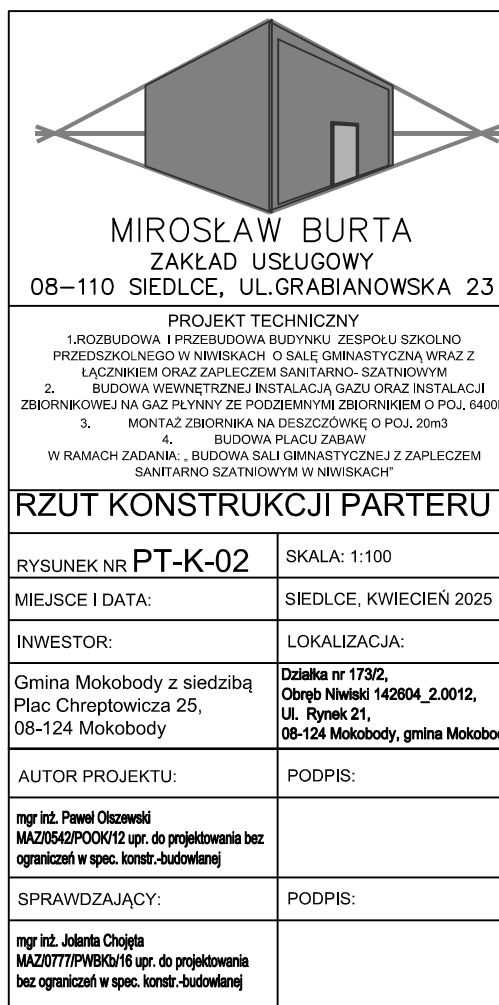 MIROSŁAW BURTA
ZAKŁAD USŁUGOWY
08-110 SIEDLCE, UL.GRABIANOWSKA 23
PROJEKT TECHNICZNY
1.ROZBUDOWA I PRZEBUDOWA BUDYNKU ZESPOŁU SZKOLNO
PRZEDSZKOLNEGO W NIWISKACH O SALĘ GMINASTYCZNĄ WRAZ Z
ŁĄCZNIKIEM ORAZ ZAPLECZEM SANITARNO- SZATNIOWYM
2. BUDOWA WEWNĘTRZNEJ INSTALACJĄ GAZU ORAZ INSTALACJI
ZBIORNIKOWEJ NA GAZ PŁYNNY ZE PODZIEMNYMI ZBIORNIKIEM O POJ. 6400l
3. MONTAŻ ZBIORNIKA NA DESZCZÓWKĘ O POJ. 20m3
4. BUDOWA PLACU ZABAW
W RAMACH ZADANIA: „ BUDOWA SALI GIMNASTYCZNEJ Z ZAPLECZEM
SANITARNO SZATNIOWYM W NIWISKACH"
RZUT KONSTRUKCJI PARTERU
RYSUNEK NR PT-K-02
SKALA: 1:100
MIEJSCE I DATA:
SIEDLCE, KWIECIEŃ 2025
INWESTOR:
LOKALIZACJA:
Gmina Mokobody z siedzibą
Plac Chreptowicza 25,
08-124 Mokobody
Działka nr 173/2,
Obręb Niwiski 142604_2.0012,
Ul. Rynek 21,
08-124 Mokobody, gmina Mokobody
AUTOR PROJEKTU:
PODPIS:
mgr inż. Paweł Olszewski
MAZ/0542/POOK/12 upr. do projektowania bez
ograniczeń w spec. konstr.-budowlanej
SPRAWDZAJĄCY:
PODPIS:
mgr inż. Jolanta Chojęta
MAZ/0777/PWBKb/16 upr. do projektowania
bez ograniczeń w spec. konstr.-budowlanej